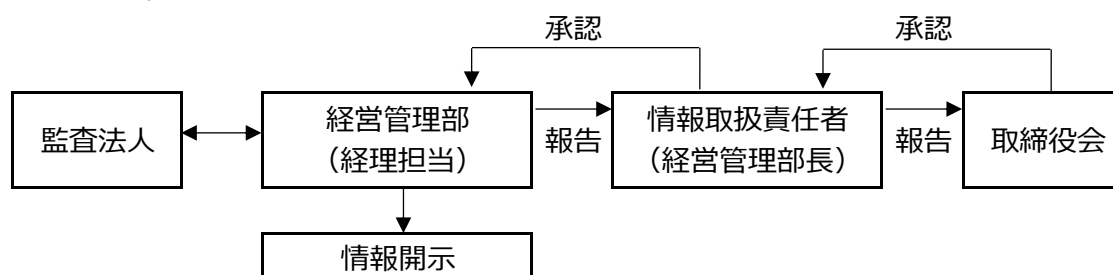 承認
承認
監査法人
経営管理部
（経理担当）
報告
情報取扱責任者
（経営管理部長）
報告
取締役会
情報開示